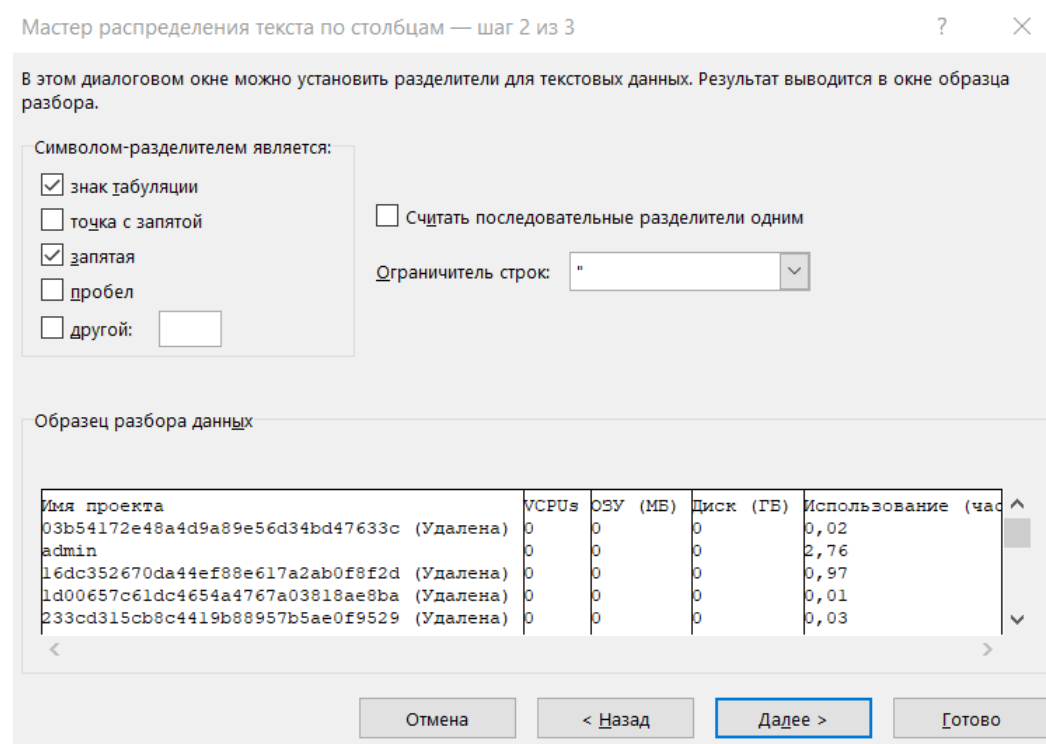 Мастер распределения текста по столбцам — шаг 2 из 3
В этом диалоговом окне можно установить разделители для текстовых данных. Результат выводится в окне образца
разбора.
Символом-разделителем является:
знак табуляции
точка с запятой
запятая
пробел
другой:
Считать последовательные разделители одним
Ограничитель строк: "
Образец разбора данных
Имя проекта VCPUs ОЗУ (МБ) Диск (ГБ) Использование (час
03b54172e48a4d9a89e56d34bd47633c (Удалена) 0 0 0 0,02
admin 0 0 0 2,76
16dc352670da44ef88e617a2ab0f8f2d (Удалена) 0 0 0 0,97
1d00657c61dc4654a4767a03818ae8ba (Удалена) 0 0 0 0,01
233cd315cb8c4419b88957b5ae0f9529 (Удалена) 0 0 0 0,03
Отмена < Назад Далее > Готово